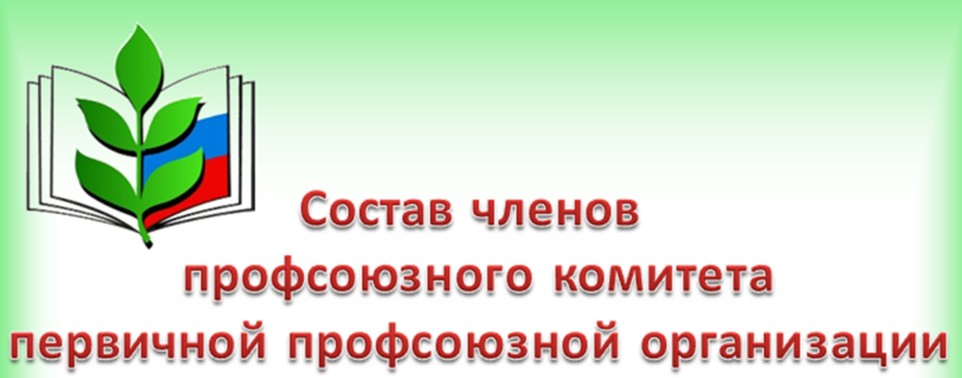 Состав членов
профсоюзного комитета
первичной профсоюзной организации